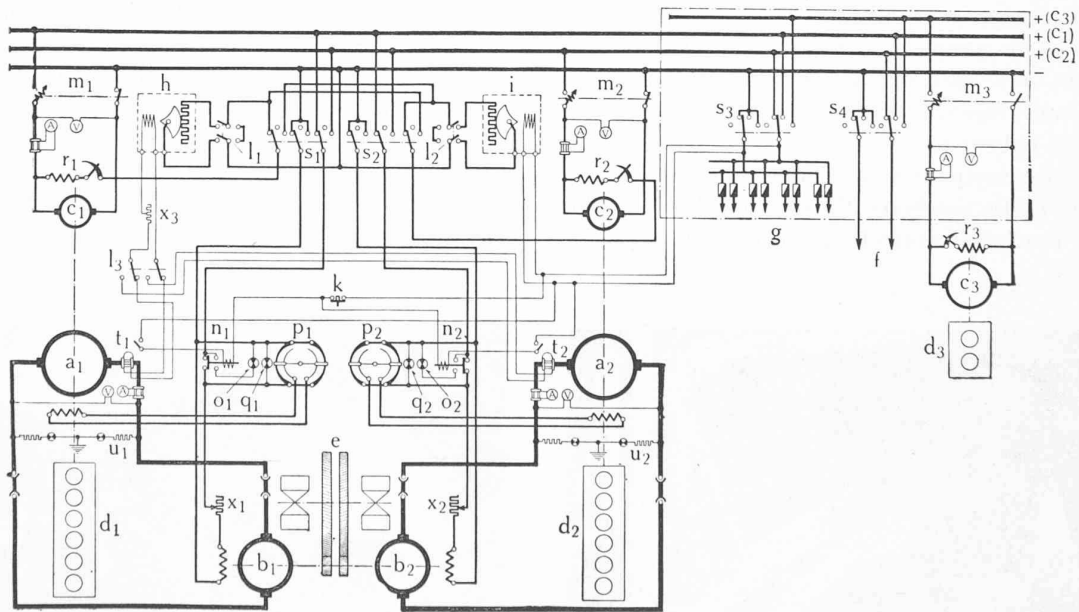 +(c3)
+(c1)
+(c2)
−
m1
h
i
m2
m3
A
V
A
V
s3
s4
A
V
A
V
r1
l1
s1
s2
l2
r2
c1
x3
c2
g
f
r3
c3
l3
k
t1
n1
p1
p2
n2
t2
a1
a2
d3
V
A
o1
q1
q2
o2
A
V
u1
e
u2
d1
x1
x2
d2
b1
b2